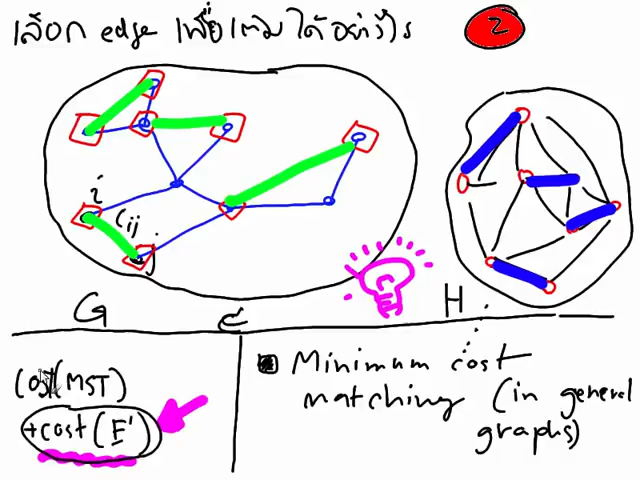 เลือก edge เพื่อเติมได้อย่างไร
2
i
Cij
j
G
H
Cost(MST)
+cost(E')
Minimum cost
matching (in general
graphs)